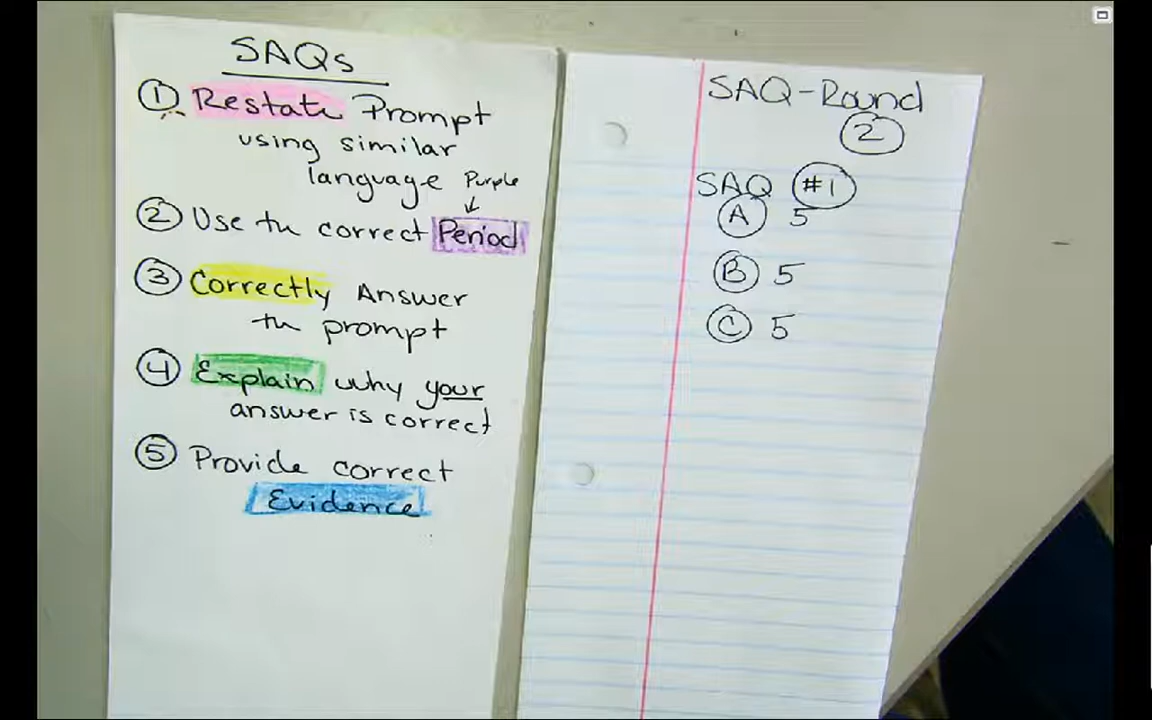 SAQs
① Restate Prompt
using similar
language
Purple
↓
② Use the correct Period
③ Correctly Answer
the prompt
④ Explain why your
answer is correct
⑤ Provide correct
Evidence
SAQ-Round
②
SAQ #1
Ⓐ 5
Ⓑ 5
Ⓒ 5